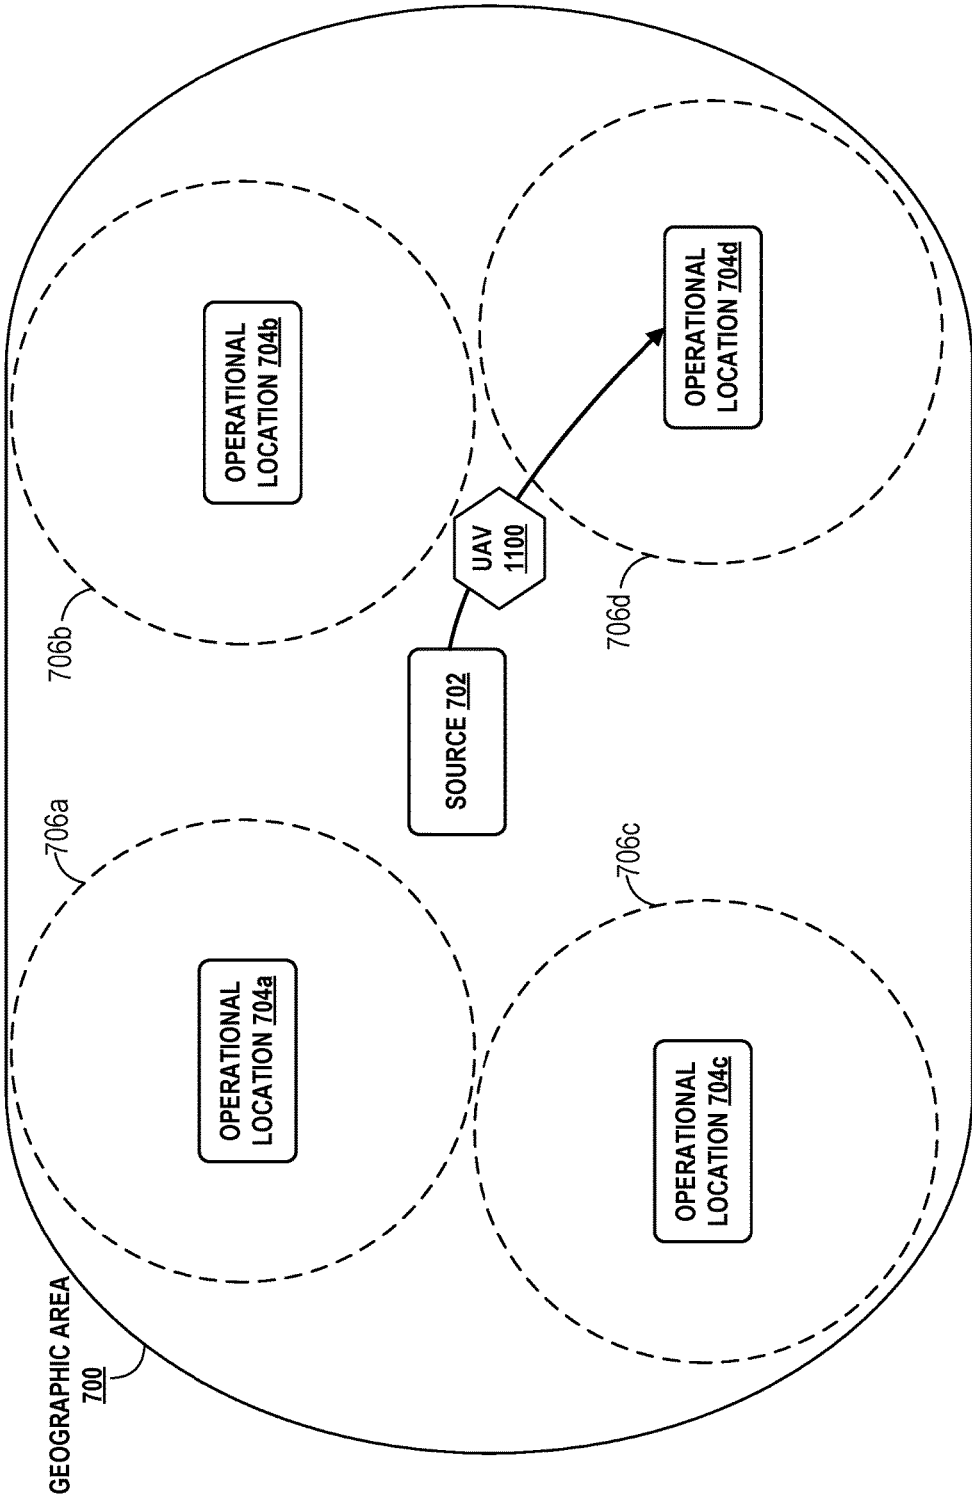 GEOGRAPHIC AREA
700
706a
706b
OPERATIONAL
LOCATION 704a
OPERATIONAL
LOCATION 704b
SOURCE 702
UAV
1100
706c
706d
OPERATIONAL
LOCATION 704c
OPERATIONAL
LOCATION 704d